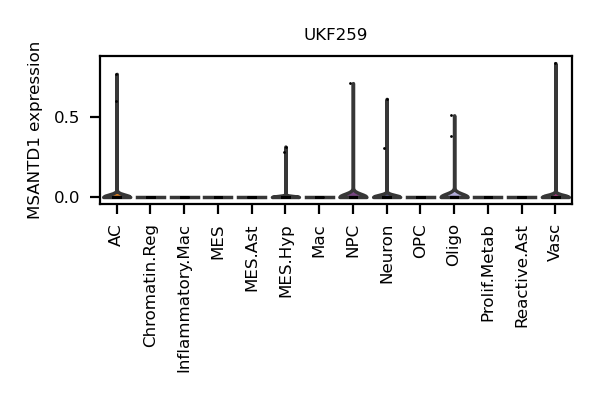 UKF259
MSANTD1 expression
0.5
0.0
AC
Chromatin.Reg
Inflammatory.Mac
MES
MES.Ast
MES.Hyp
Mac
NPC
Neuron
OPC
Oligo
Prolif.Metab
Reactive.Ast
Vasc